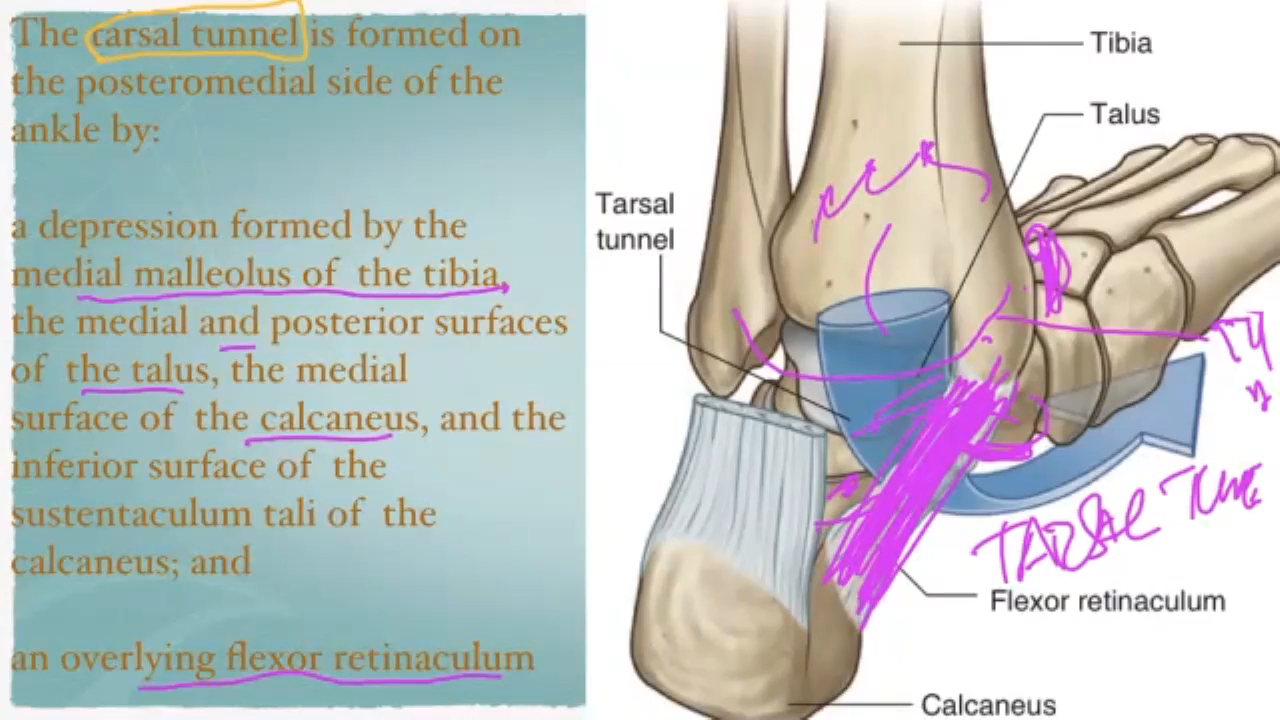 The tarsal tunnel is formed on
the posteromedial side of the
ankle by:
a depression formed by the
medial malleolus of the tibia,
the medial and posterior surfaces
of the talus, the medial
surface of the calcaneus, and the
inferior surface of the
sustentaculum tali of the
calcaneus; and
an overlying flexor retinaculum
Tibia
Talus
Tarsal
tunnel
TARSAL
Flexor retinaculum
Calcaneus